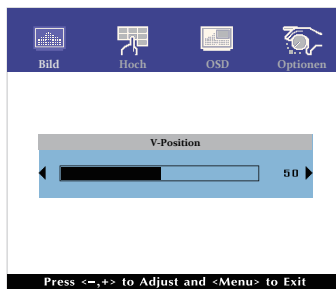 Bild Hoch OSD Optionen
V-Position
50
Press <–,+> to Adjust and <Menu> to Exit